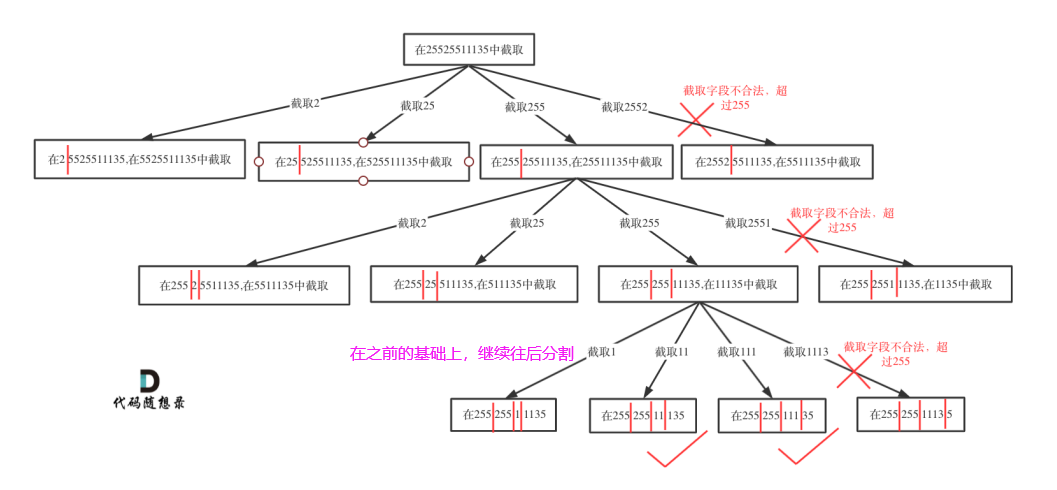 在25525511135中截取
截取2
截取25
截取255
截取2552
截取字段不合法，超
过255
在2 5525511135,在5525511135中截取
在25 525511135,在525511135中截取
在255 25511135,在25511135中截取
在2552 5511135,在5511135中截取
截取2
截取25
截取255
截取2551
截取字段不合法，超
过255
在255 2 5511135,在5511135中截取
在255 25 511135,在511135中截取
在255 255 11135,在11135中截取
在255 2551 1135,在1135中截取
在之前的基础上，继续往后分割
截取1
截取11
截取111
截取1113
截取字段不合法，超
过255
在255 255 1 1135
在255 255 11 135
在255 255 111 35
在255 255 1113 5
代码随想录